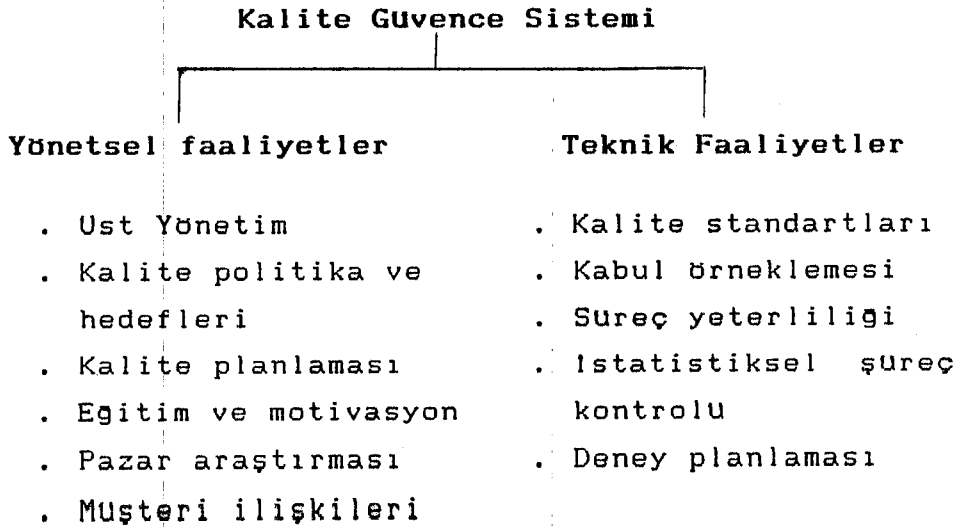 Kalite Güvence Sistemi
Yönetsel faaliyetler
. Üst Yönetim
. Kalite politika ve
hedefleri
. Kalite planlaması
. Eğitim ve motivasyon
. Pazar araştırması
. Müşteri ilişkileri
Teknik Faaliyetler
. Kalite standartları
. Kabul örneklemesi
. Süreç yeterliliği
. İstatistiksel şüreç
kontrolü
. Deney planlaması